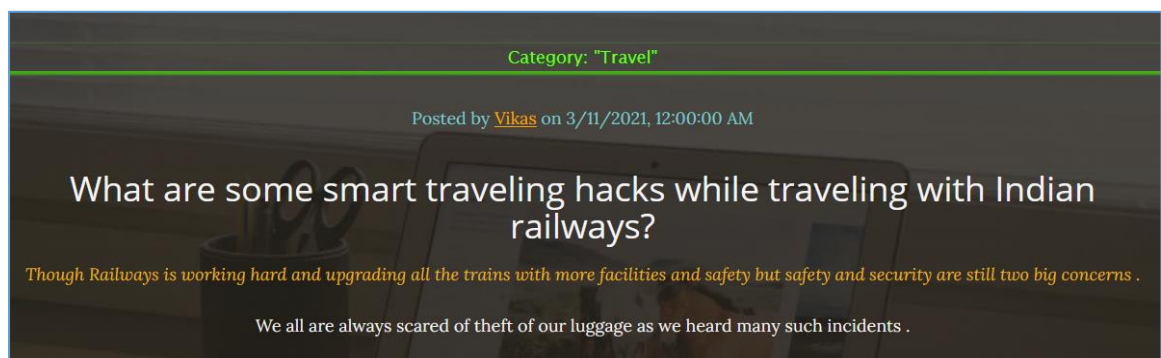 Category: "Travel"
Posted by Vikas on 3/11/2021, 12:00:00 AM
What are some smart traveling hacks while traveling with Indian
railways?
Though Railways is working hard and upgrading all the trains with more facilities and safety but safety and security are still two big concerns .
We all are always scared of theft of our luggage as we heard many such incidents .